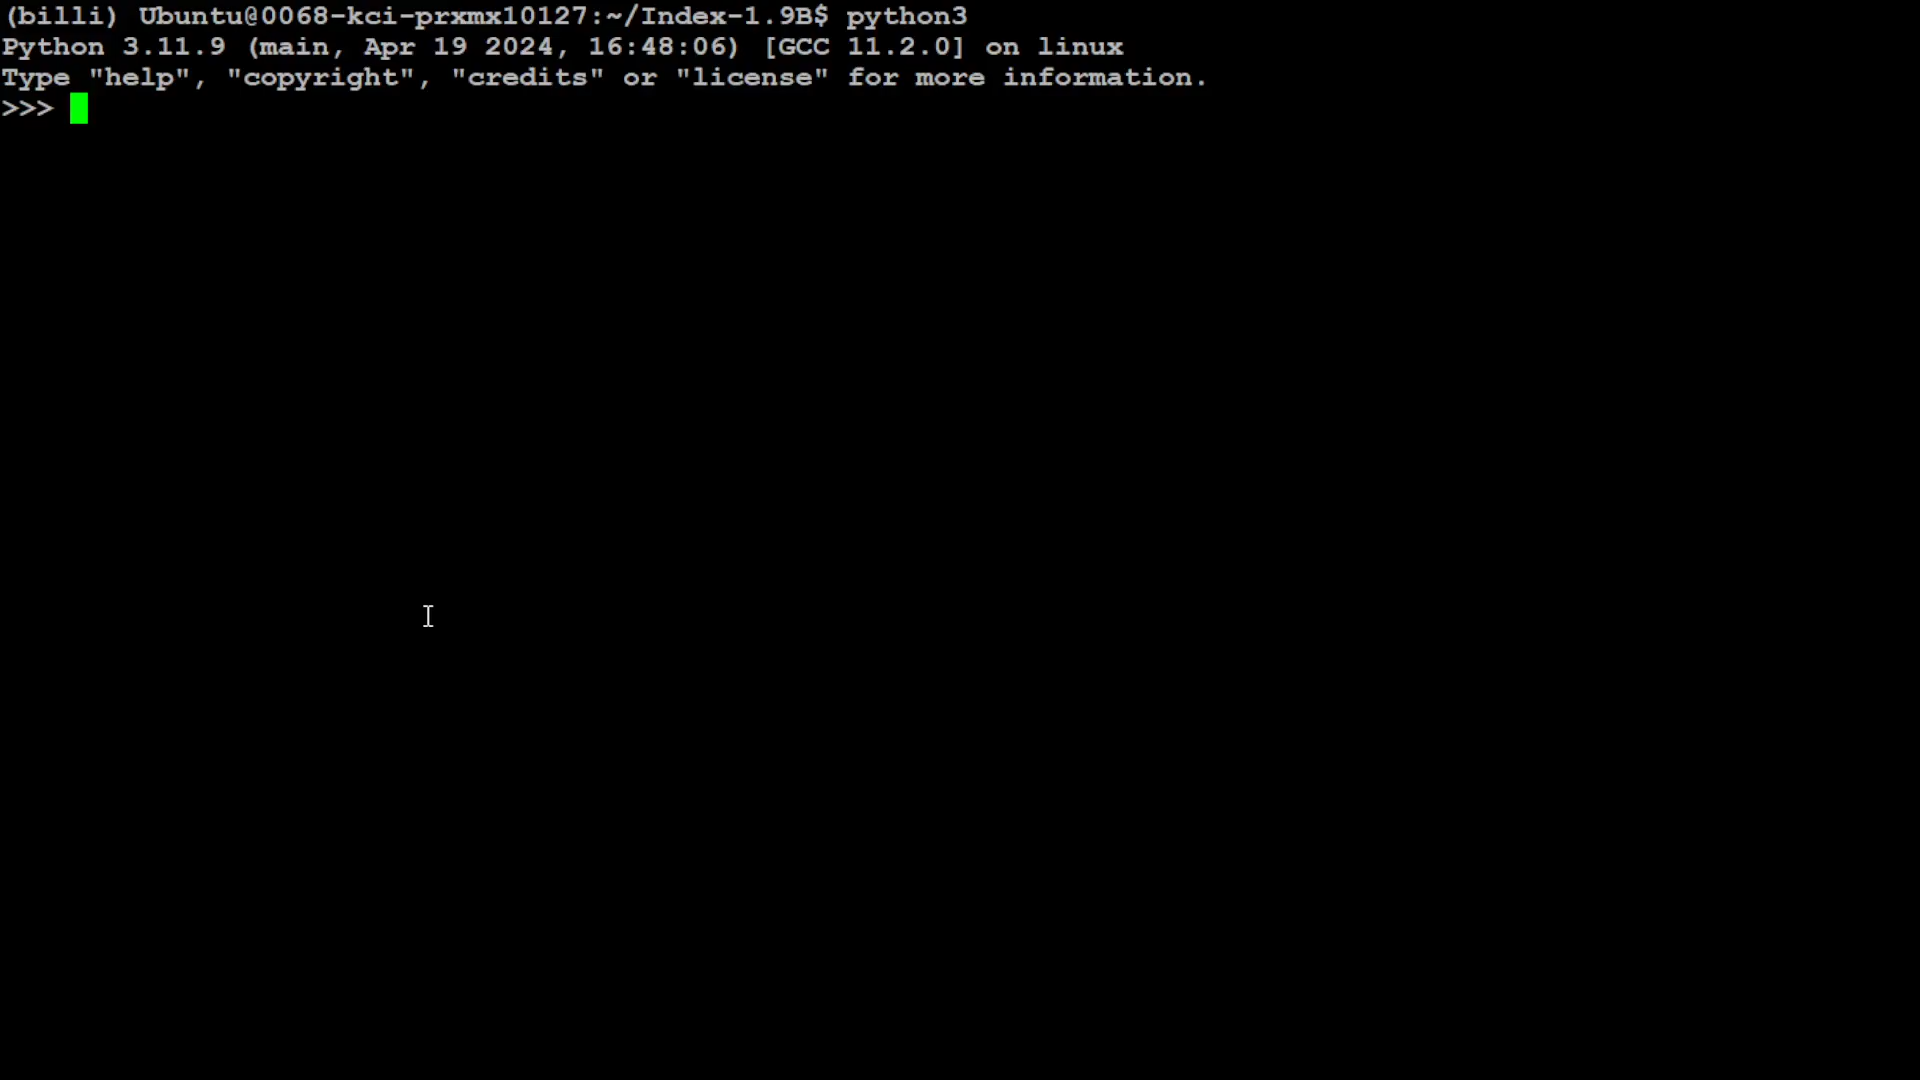 (billi) Ubuntu@0068-kci-prxmx10127:~/Index-1.9B$ python3
Python 3.11.9 (main, Apr 19 2024, 16:48:06) [GCC 11.2.0] on linux
Type "help", "copyright", "credits" or "license" for more information.
>>>